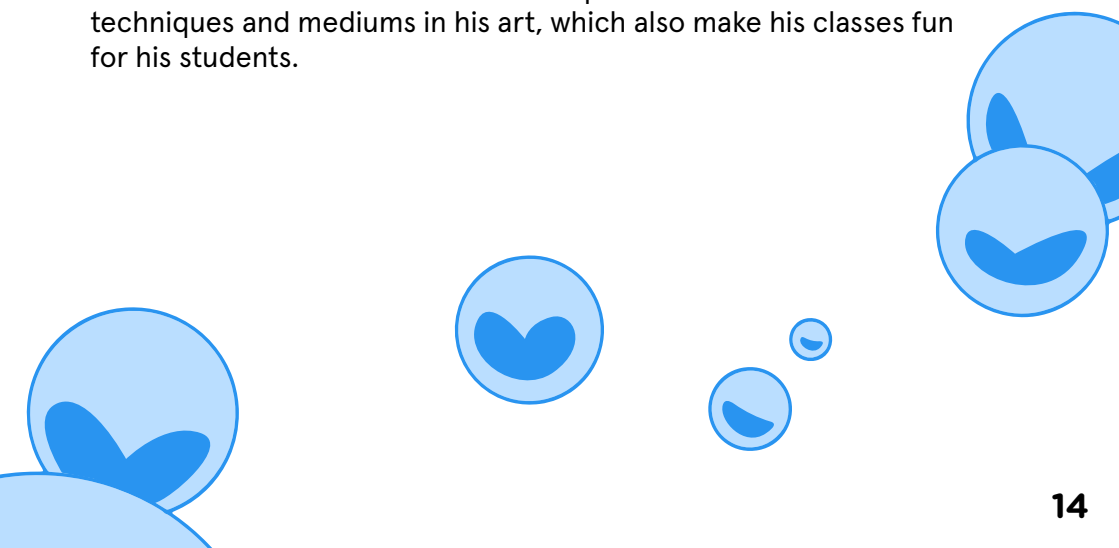 techniques and mediums in his art, which also make his classes fun
for his students.
14